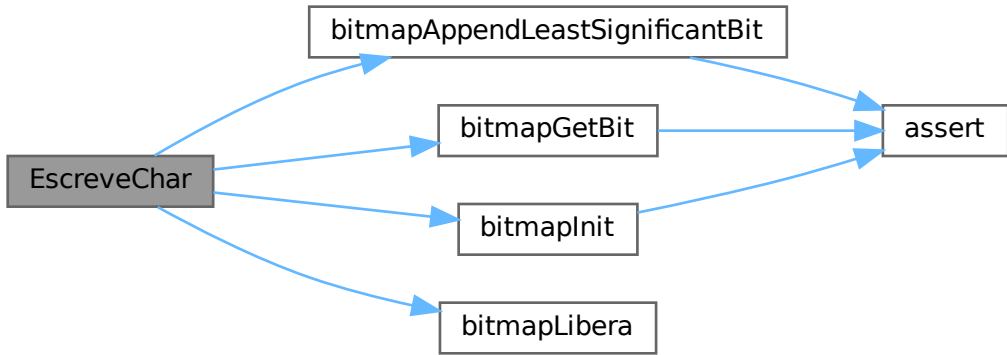 bitmapAppendLeastSignificantBit
bitmapGetBit
assert
EscreveChar
bitmapInit
bitmapLibera